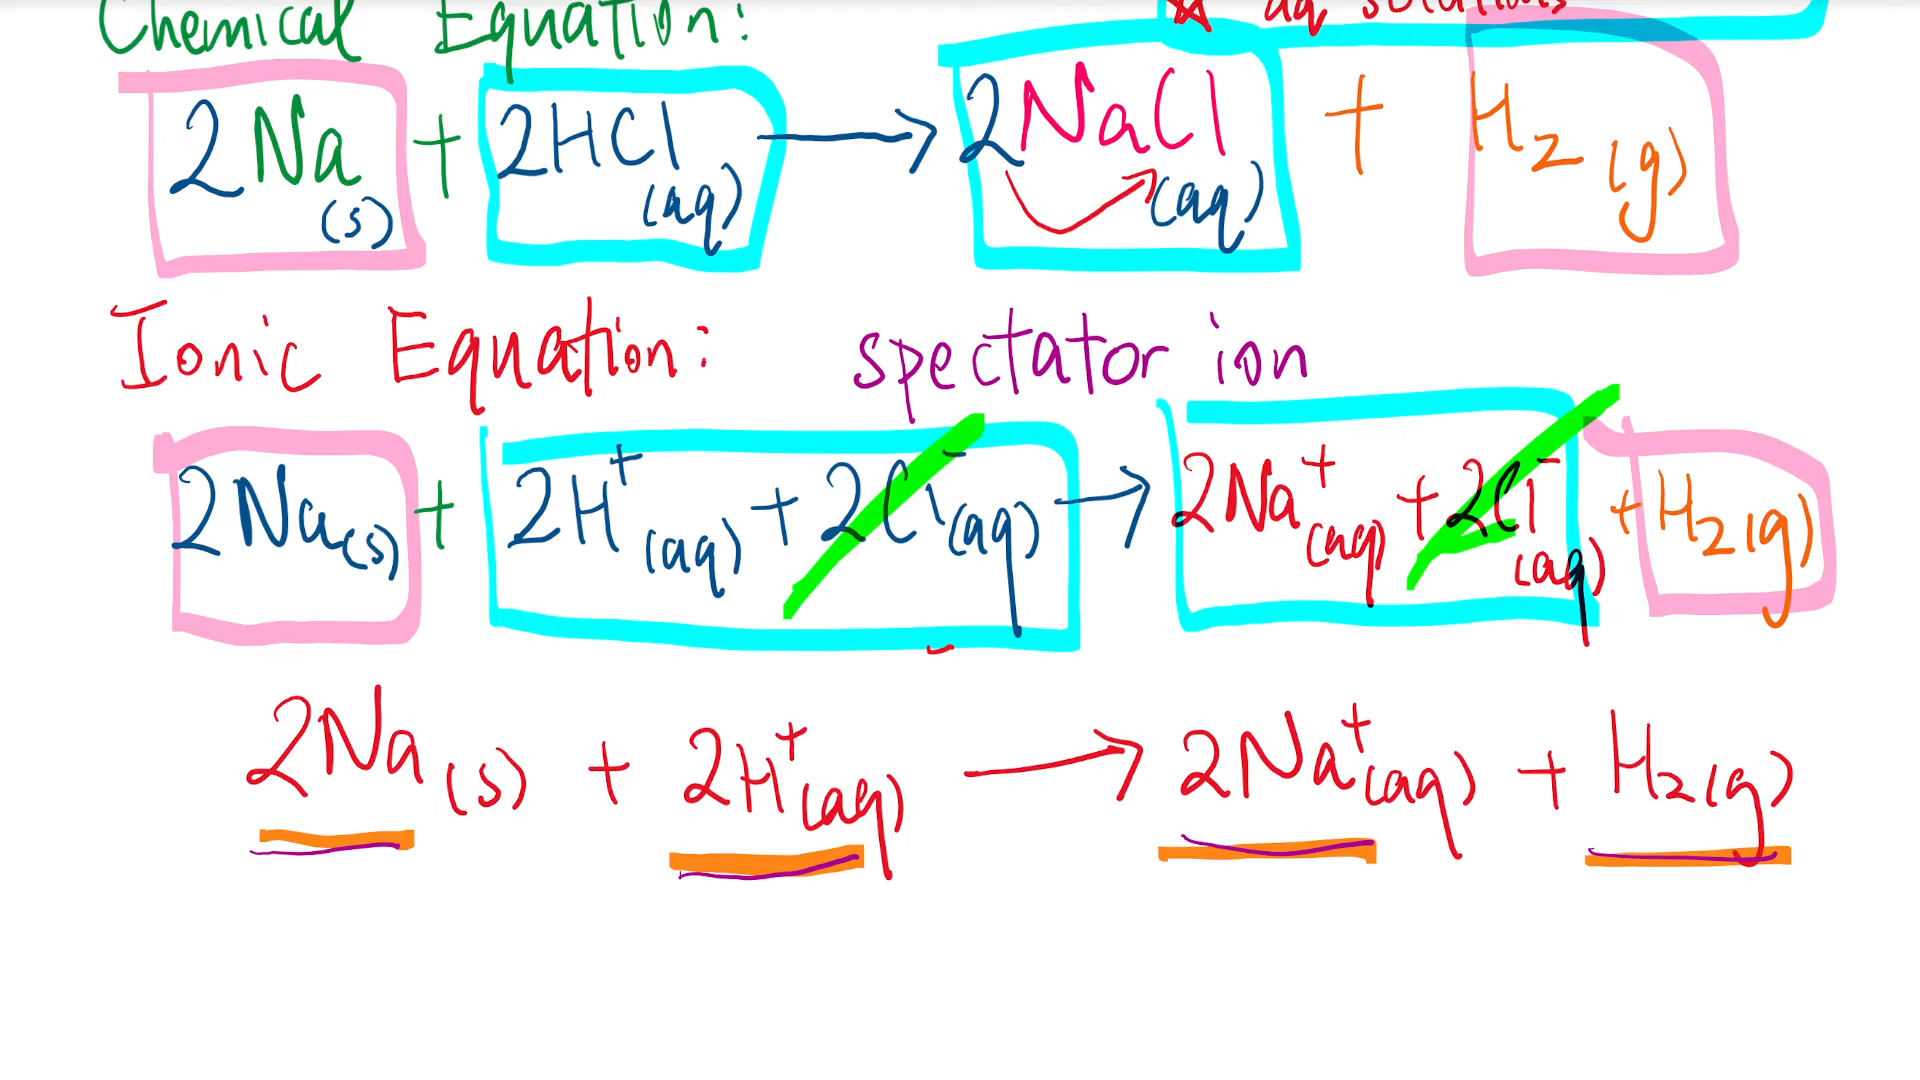 Chemical Equation:
☆ aq solutions
2Na(s) + 2HCl(aq) → 2NaCl(aq) + H₂(g)
Ionic Equation: spectator ion
2Na(s) + 2H⁺(aq) + 2Cl⁻(aq) → 2Na⁺(aq) + 2Cl⁻(aq) + H₂(g)
2Na(s) + 2H⁺(aq) → 2Na⁺(aq) + H₂(g)